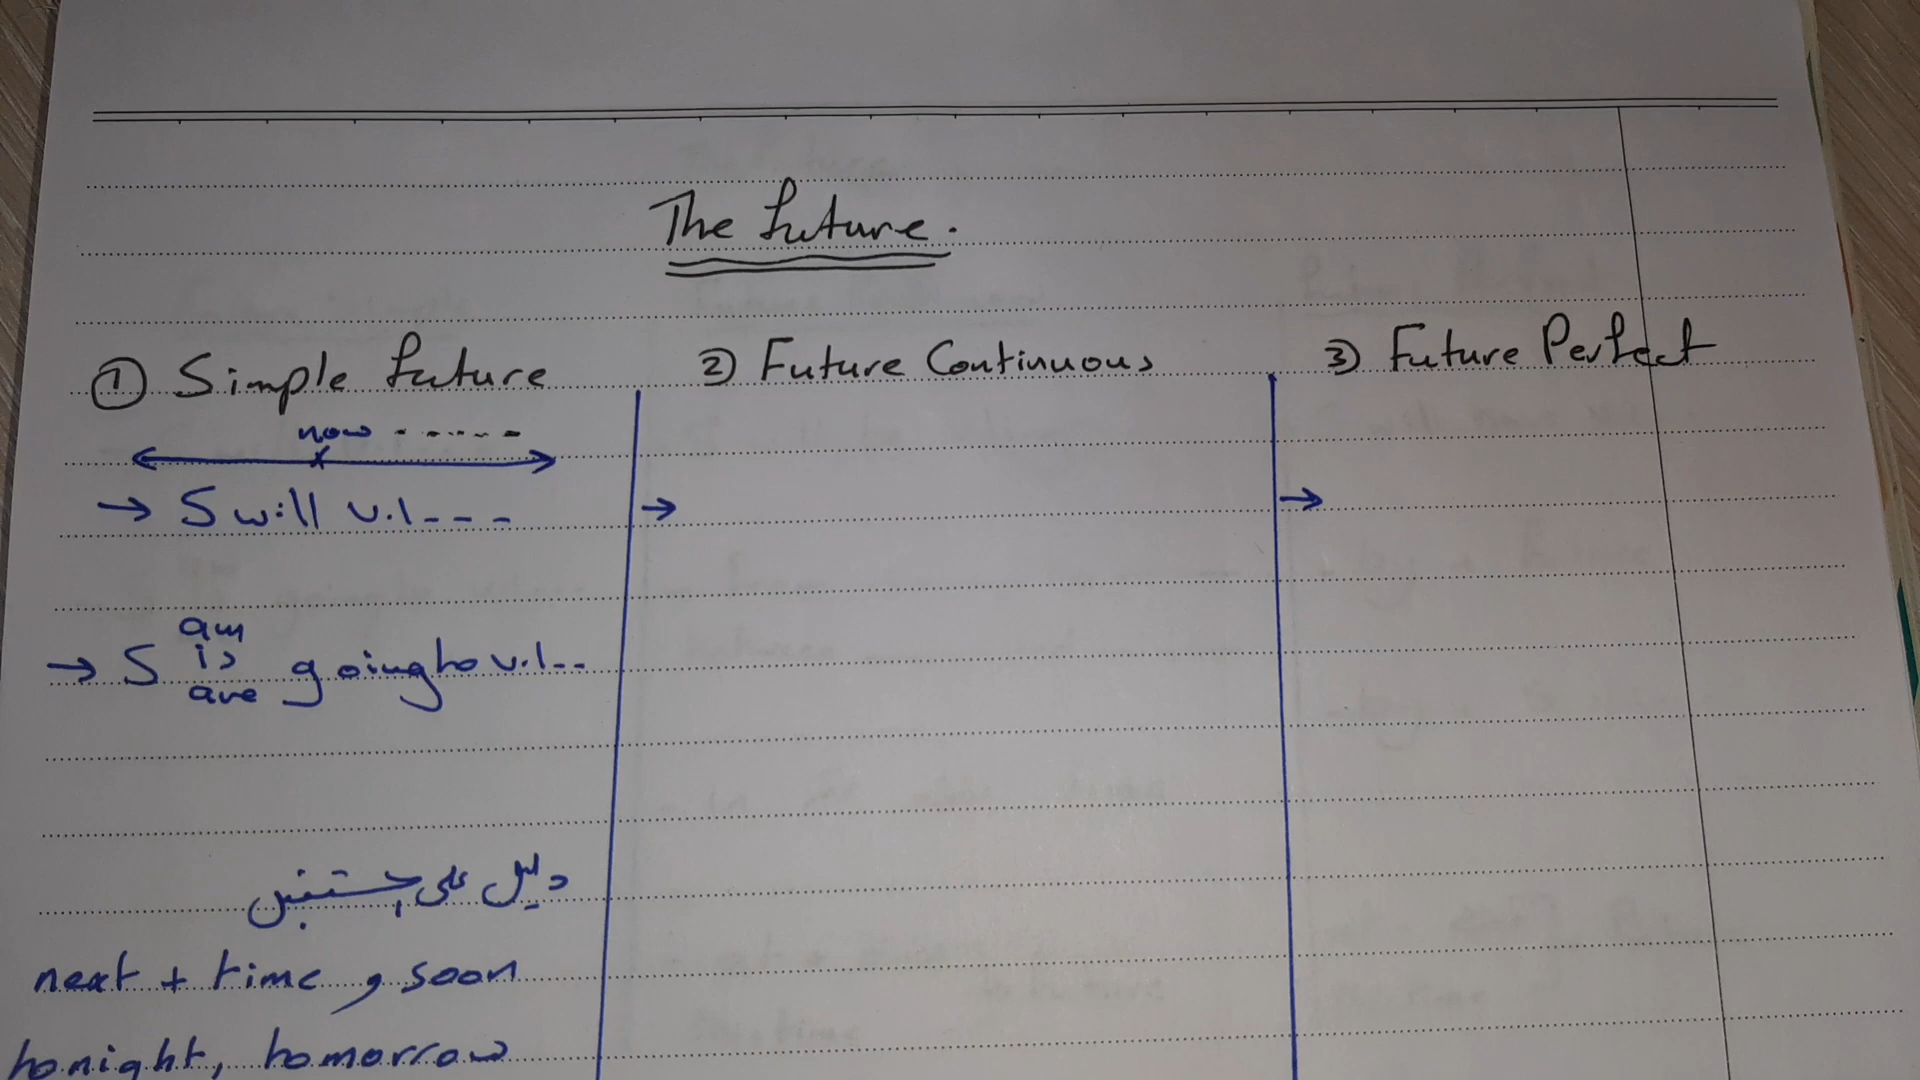 The future.
① Simple future
2) Future Continuous
3) Future Perfect
now - - - - - -
→ S will v.1 - - -
→
→
→ S am is are going to v.1 - -
دليل على مستقبل
next + time , soon
tonight, tomorrow